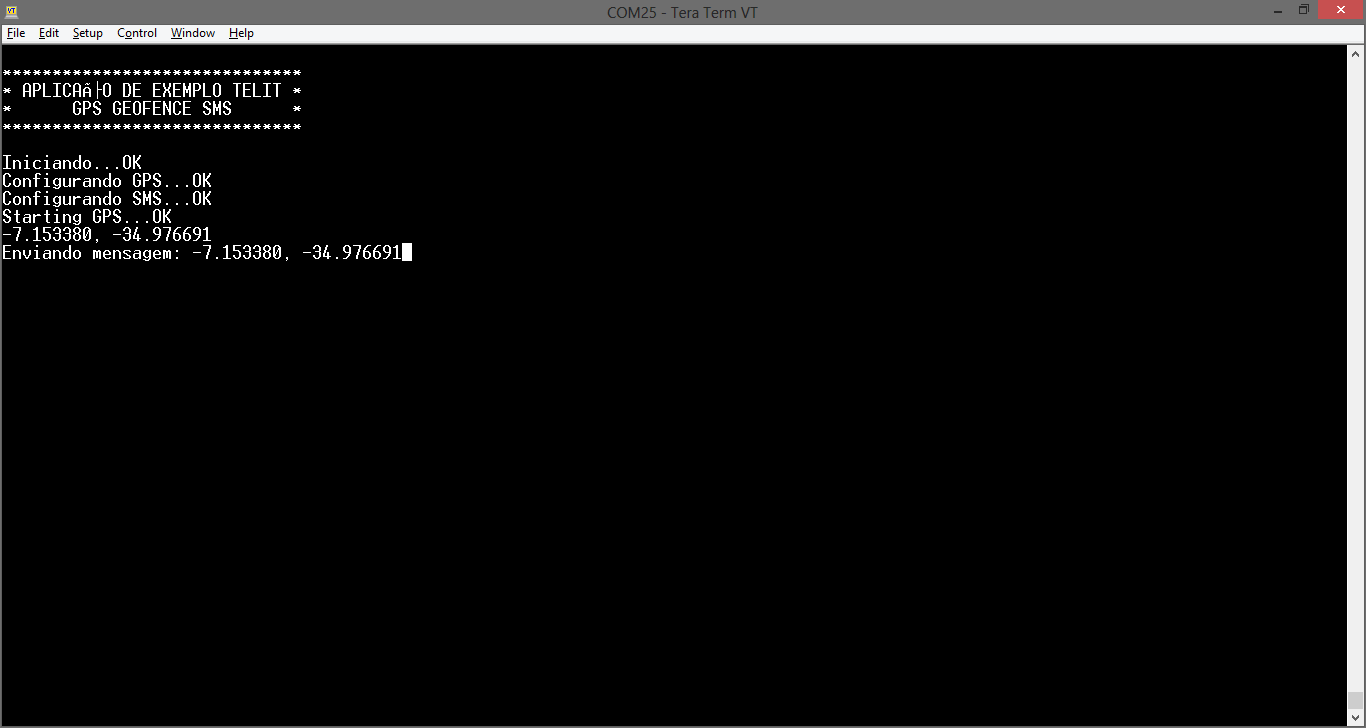 COM25 - Tera Term VT
File Edit Setup Control Window Help
******************************
* APLICAã├O DE EXEMPLO TELIT *
* GPS GEOFENCE SMS *
******************************
Iniciando...OK
Configurando GPS...OK
Configurando SMS...OK
Starting GPS...OK
-7.153380, -34.976691
Enviando mensagem: -7.153380, -34.976691